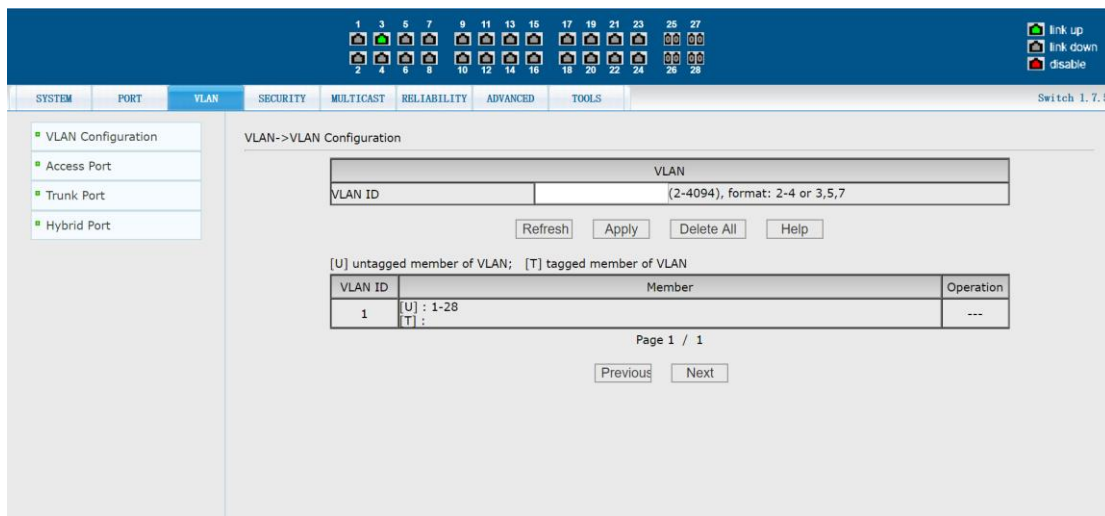 1 3 5 7 9 11 13 15 17 19 21 23 25 27
2 4 6 8 10 12 14 16 18 20 22 24 26 28
link up
link down
disable
SYSTEM PORT VLAN SECURITY MULTICAST RELIABILITY ADVANCED TOOLS Switch 1.7.
VLAN Configuration
Access Port
Trunk Port
Hybrid Port
VLAN->VLAN Configuration
VLAN
VLAN ID (2-4094), format: 2-4 or 3,5,7
Refresh Apply Delete All Help
[U] untagged member of VLAN; [T] tagged member of VLAN
VLAN ID Member Operation
1 [U] : 1-28 ---
[T] :
Page 1 / 1
Previous Next